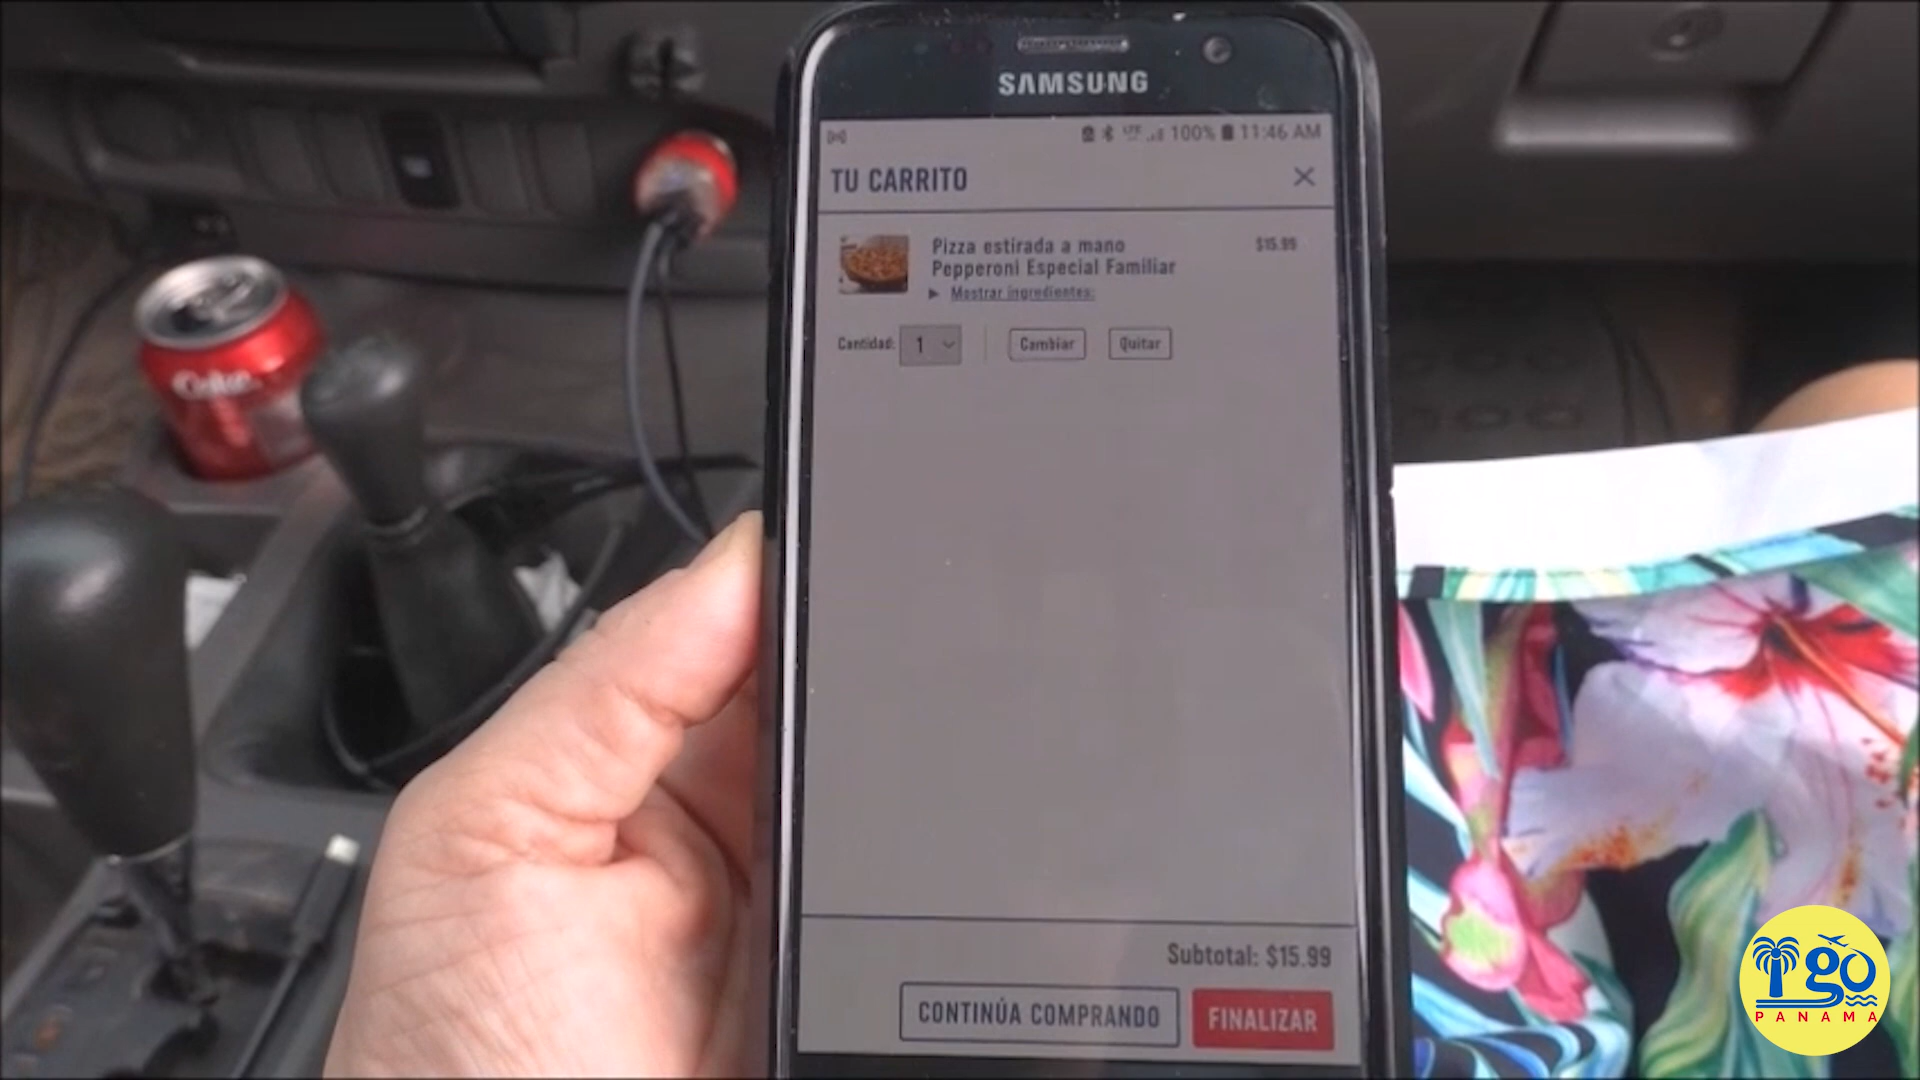 SAMSUNG
LTE 100% 11:46 AM
TU CARRITO
Pizza estirada a mano $15.99
Pepperoni Especial Familiar
Mostrar ingredientes:
Cantidad: 1 Cambiar Quitar
Subtotal: $15.99
CONTINÚA COMPRANDO FINALIZAR
Coke
I go
PANAMA